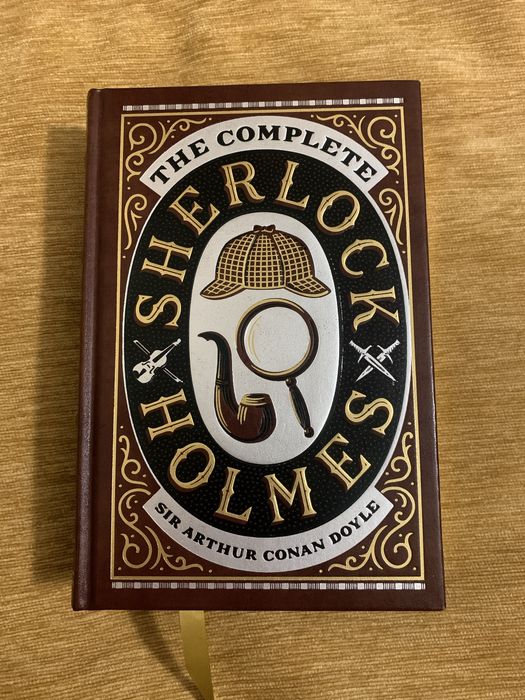 THE COMPLETE
SHERLOCK
HOLMES
SIR ARTHUR CONAN DOYLE